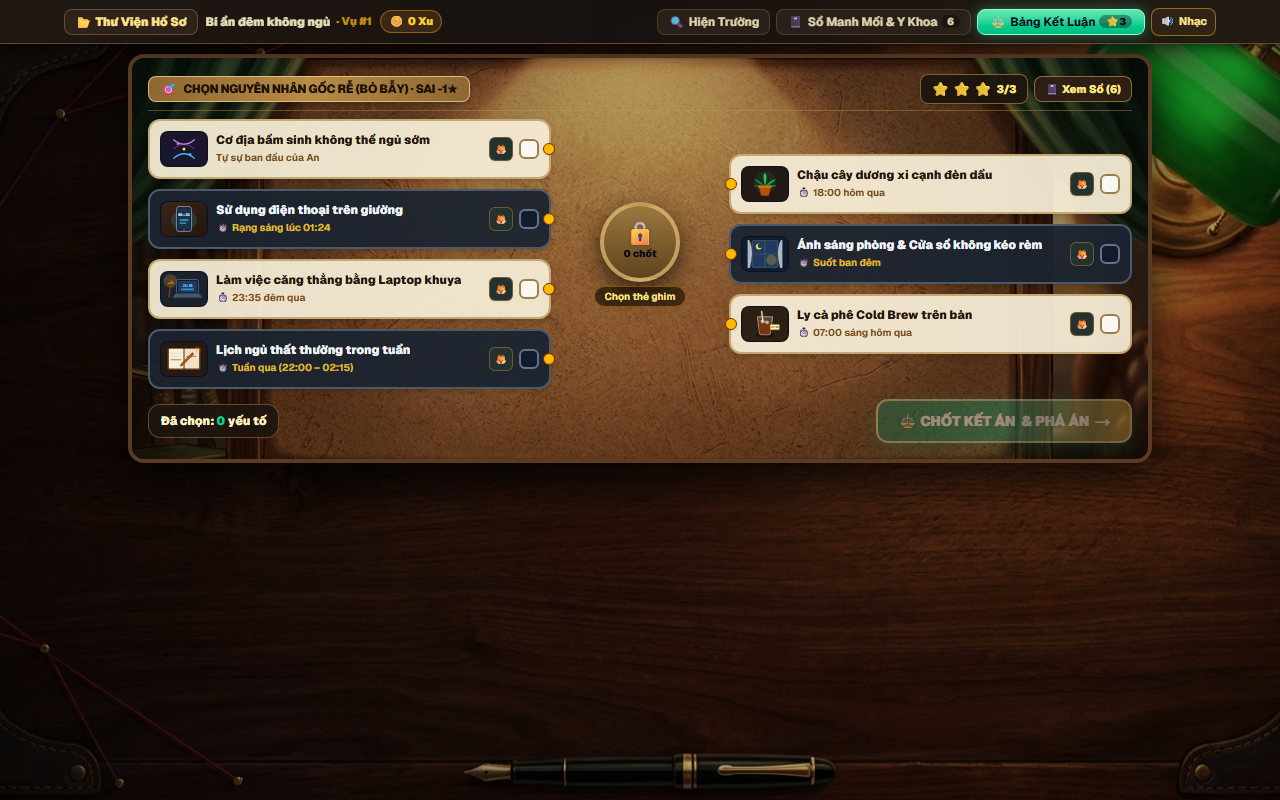 Thư Viện Hồ Sơ
Bí ẩn đêm không ngủ · Vụ #1
0 Xu
Hiện Trường
Sổ Manh Mối & Y Khoa 6
Bảng Kết Luận ⭐3
Nhạc
CHỌN NGUYÊN NHÂN GỐC RỄ (BỎ BẪY) · SAI -1★
3/3
Xem Sổ (6)
Cơ địa bẩm sinh không thể ngủ sớm
Tự sự ban đầu của An
Sử dụng điện thoại trên giường
Rạng sáng lúc 01:24
Làm việc căng thẳng bằng Laptop khuya
23:35 đêm qua
Lịch ngủ thất thường trong tuần
Tuần qua (22:00 – 02:15)
0 chốt
Chọn thẻ ghim
Chậu cây dương xỉ cạnh đèn dầu
18:00 hôm qua
Ánh sáng phòng & Cửa sổ không kéo rèm
Suốt ban đêm
Ly cà phê Cold Brew trên bàn
07:00 sáng hôm qua
Đã chọn: 0 yếu tố
CHỐT KẾT ÁN & PHÁ ÁN →